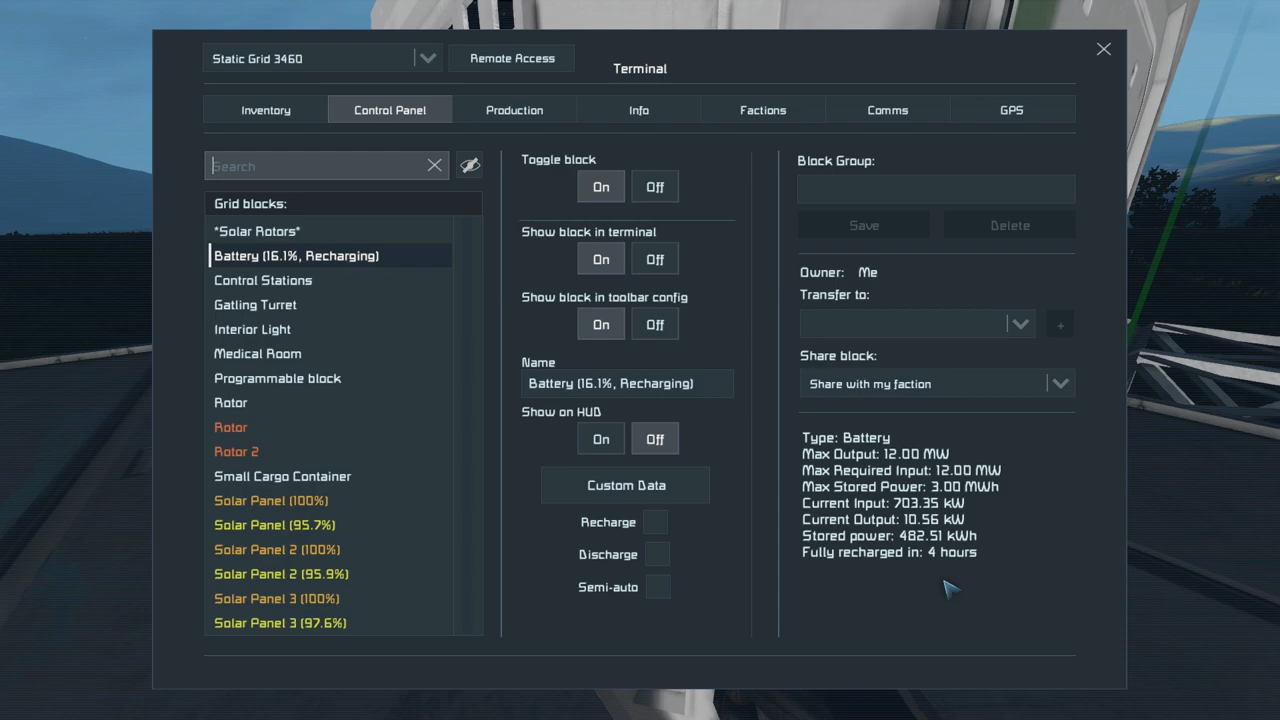 Static Grid 3460
Remote Access
Terminal
Inventory
Control Panel
Production
Info
Factions
Comms
GPS
Search
Grid blocks:
*Solar Rotors*
Battery (16.1%, Recharging)
Control Stations
Gatling Turret
Interior Light
Medical Room
Programmable block
Rotor
Rotor
Rotor 2
Small Cargo Container
Solar Panel (100%)
Solar Panel (95.7%)
Solar Panel 2 (100%)
Solar Panel 2 (95.9%)
Solar Panel 3 (100%)
Solar Panel 3 (97.6%)
Toggle block
On Off
Show block in terminal
On Off
Show block in toolbar config
On Off
Name
Battery (16.1%, Recharging)
Show on HUD
On Off
Custom Data
Recharge
Discharge
Semi-auto
Block Group:
Save Delete
Owner: Me
Transfer to:
+
Share block:
Share with my faction
Type: Battery
Max Output: 12.00 MW
Max Required Input: 12.00 MW
Max Stored Power: 3.00 MWh
Current Input: 703.35 kW
Current Output: 10.56 kW
Stored power: 482.51 kWh
Fully recharged in: 4 hours